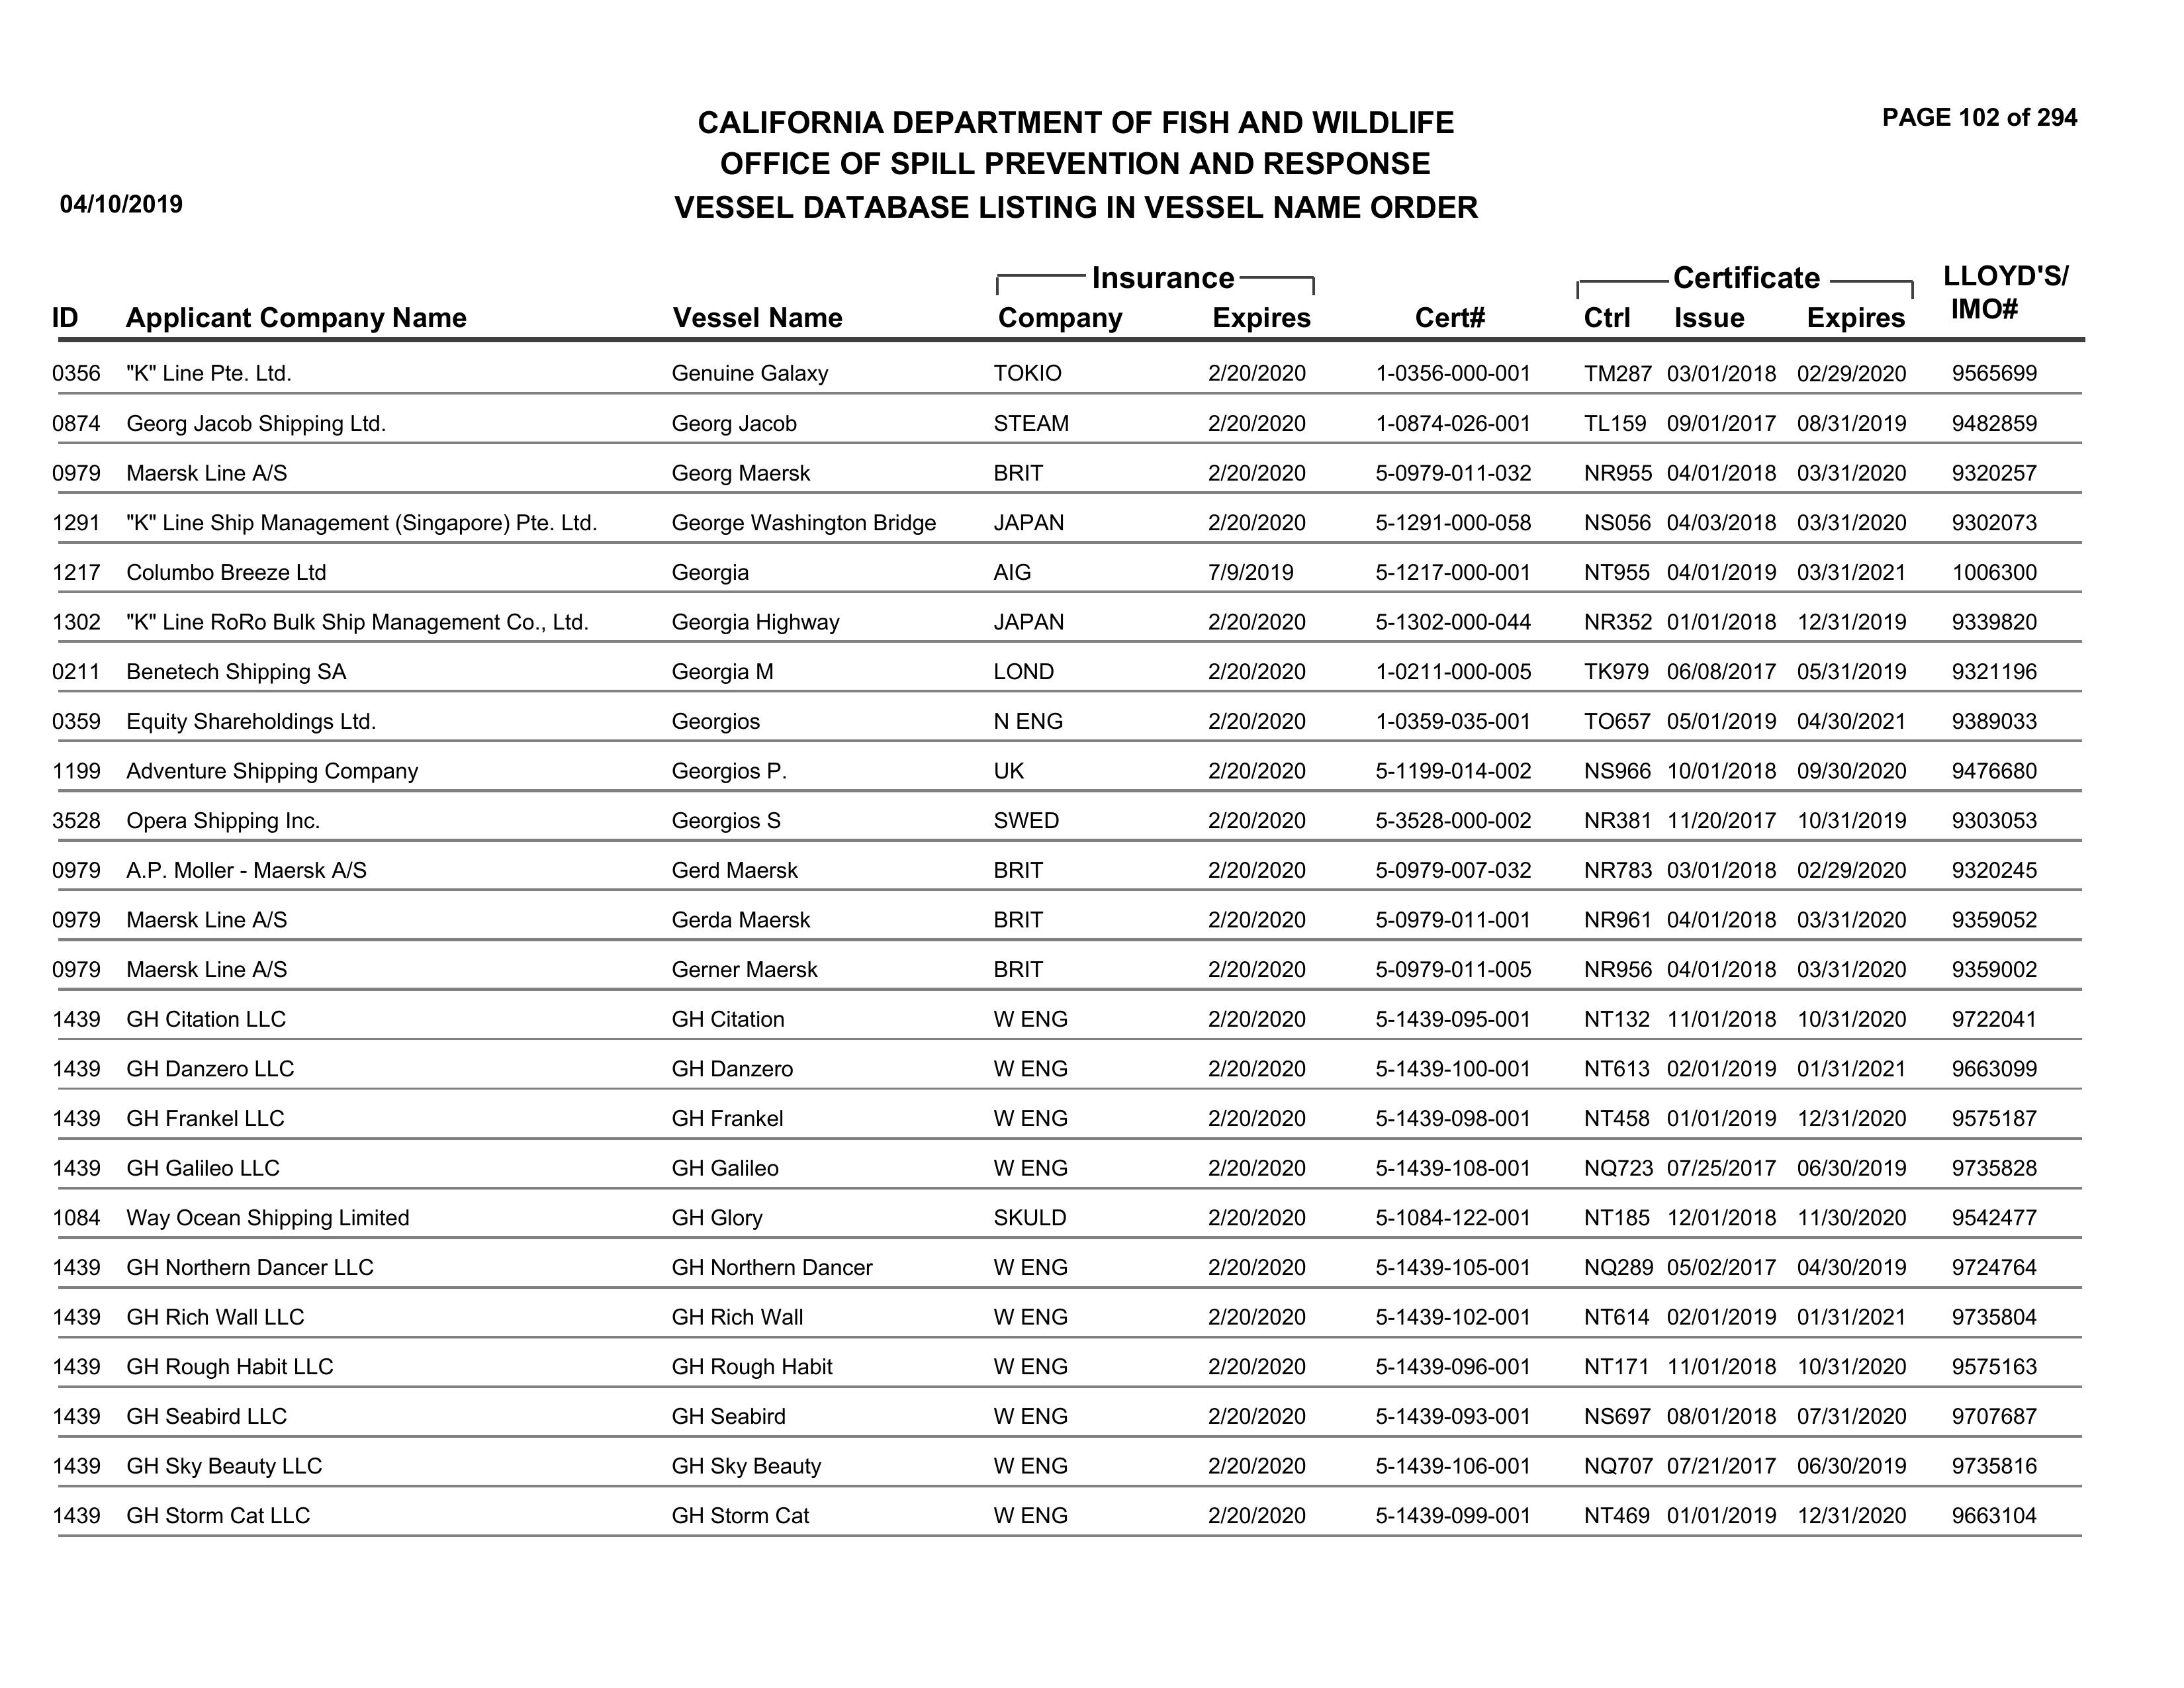 PAGE 102 of 294
CALIFORNIA DEPARTMENT OF FISH AND WILDLIFE
OFFICE OF SPILL PREVENTION AND RESPONSE
04/10/2019 VESSEL DATABASE LISTING IN VESSEL NAME ORDER
Insurance Certificate LLOYD'S/
ID Applicant Company Name Vessel Name Company Expires Cert# Ctrl Issue Expires IMO#
0356 "K" Line Pte. Ltd. Genuine Galaxy TOKIO 2/20/2020 1-0356-000-001 TM287 03/01/2018 02/29/2020 9565699
0874 Georg Jacob Shipping Ltd. Georg Jacob STEAM 2/20/2020 1-0874-026-001 TL159 09/01/2017 08/31/2019 9482859
0979 Maersk Line A/S Georg Maersk BRIT 2/20/2020 5-0979-011-032 NR955 04/01/2018 03/31/2020 9320257
1291 "K" Line Ship Management (Singapore) Pte. Ltd. George Washington Bridge JAPAN 2/20/2020 5-1291-000-058 NS056 04/03/2018 03/31/2020 9302073
1217 Columbo Breeze Ltd Georgia AIG 7/9/2019 5-1217-000-001 NT955 04/01/2019 03/31/2021 1006300
1302 "K" Line RoRo Bulk Ship Management Co., Ltd. Georgia Highway JAPAN 2/20/2020 5-1302-000-044 NR352 01/01/2018 12/31/2019 9339820
0211 Benetech Shipping SA Georgia M LOND 2/20/2020 1-0211-000-005 TK979 06/08/2017 05/31/2019 9321196
0359 Equity Shareholdings Ltd. Georgios N ENG 2/20/2020 1-0359-035-001 TO657 05/01/2019 04/30/2021 9389033
1199 Adventure Shipping Company Georgios P. UK 2/20/2020 5-1199-014-002 NS966 10/01/2018 09/30/2020 9476680
3528 Opera Shipping Inc. Georgios S SWED 2/20/2020 5-3528-000-002 NR381 11/20/2017 10/31/2019 9303053
0979 A.P. Moller - Maersk A/S Gerd Maersk BRIT 2/20/2020 5-0979-007-032 NR783 03/01/2018 02/29/2020 9320245
0979 Maersk Line A/S Gerda Maersk BRIT 2/20/2020 5-0979-011-001 NR961 04/01/2018 03/31/2020 9359052
0979 Maersk Line A/S Gerner Maersk BRIT 2/20/2020 5-0979-011-005 NR956 04/01/2018 03/31/2020 9359002
1439 GH Citation LLC GH Citation W ENG 2/20/2020 5-1439-095-001 NT132 11/01/2018 10/31/2020 9722041
1439 GH Danzero LLC GH Danzero W ENG 2/20/2020 5-1439-100-001 NT613 02/01/2019 01/31/2021 9663099
1439 GH Frankel LLC GH Frankel W ENG 2/20/2020 5-1439-098-001 NT458 01/01/2019 12/31/2020 9575187
1439 GH Galileo LLC GH Galileo W ENG 2/20/2020 5-1439-108-001 NQ723 07/25/2017 06/30/2019 9735828
1084 Way Ocean Shipping Limited GH Glory SKULD 2/20/2020 5-1084-122-001 NT185 12/01/2018 11/30/2020 9542477
1439 GH Northern Dancer LLC GH Northern Dancer W ENG 2/20/2020 5-1439-105-001 NQ289 05/02/2017 04/30/2019 9724764
1439 GH Rich Wall LLC GH Rich Wall W ENG 2/20/2020 5-1439-102-001 NT614 02/01/2019 01/31/2021 9735804
1439 GH Rough Habit LLC GH Rough Habit W ENG 2/20/2020 5-1439-096-001 NT171 11/01/2018 10/31/2020 9575163
1439 GH Seabird LLC GH Seabird W ENG 2/20/2020 5-1439-093-001 NS697 08/01/2018 07/31/2020 9707687
1439 GH Sky Beauty LLC GH Sky Beauty W ENG 2/20/2020 5-1439-106-001 NQ707 07/21/2017 06/30/2019 9735816
1439 GH Storm Cat LLC GH Storm Cat W ENG 2/20/2020 5-1439-099-001 NT469 01/01/2019 12/31/2020 9663104